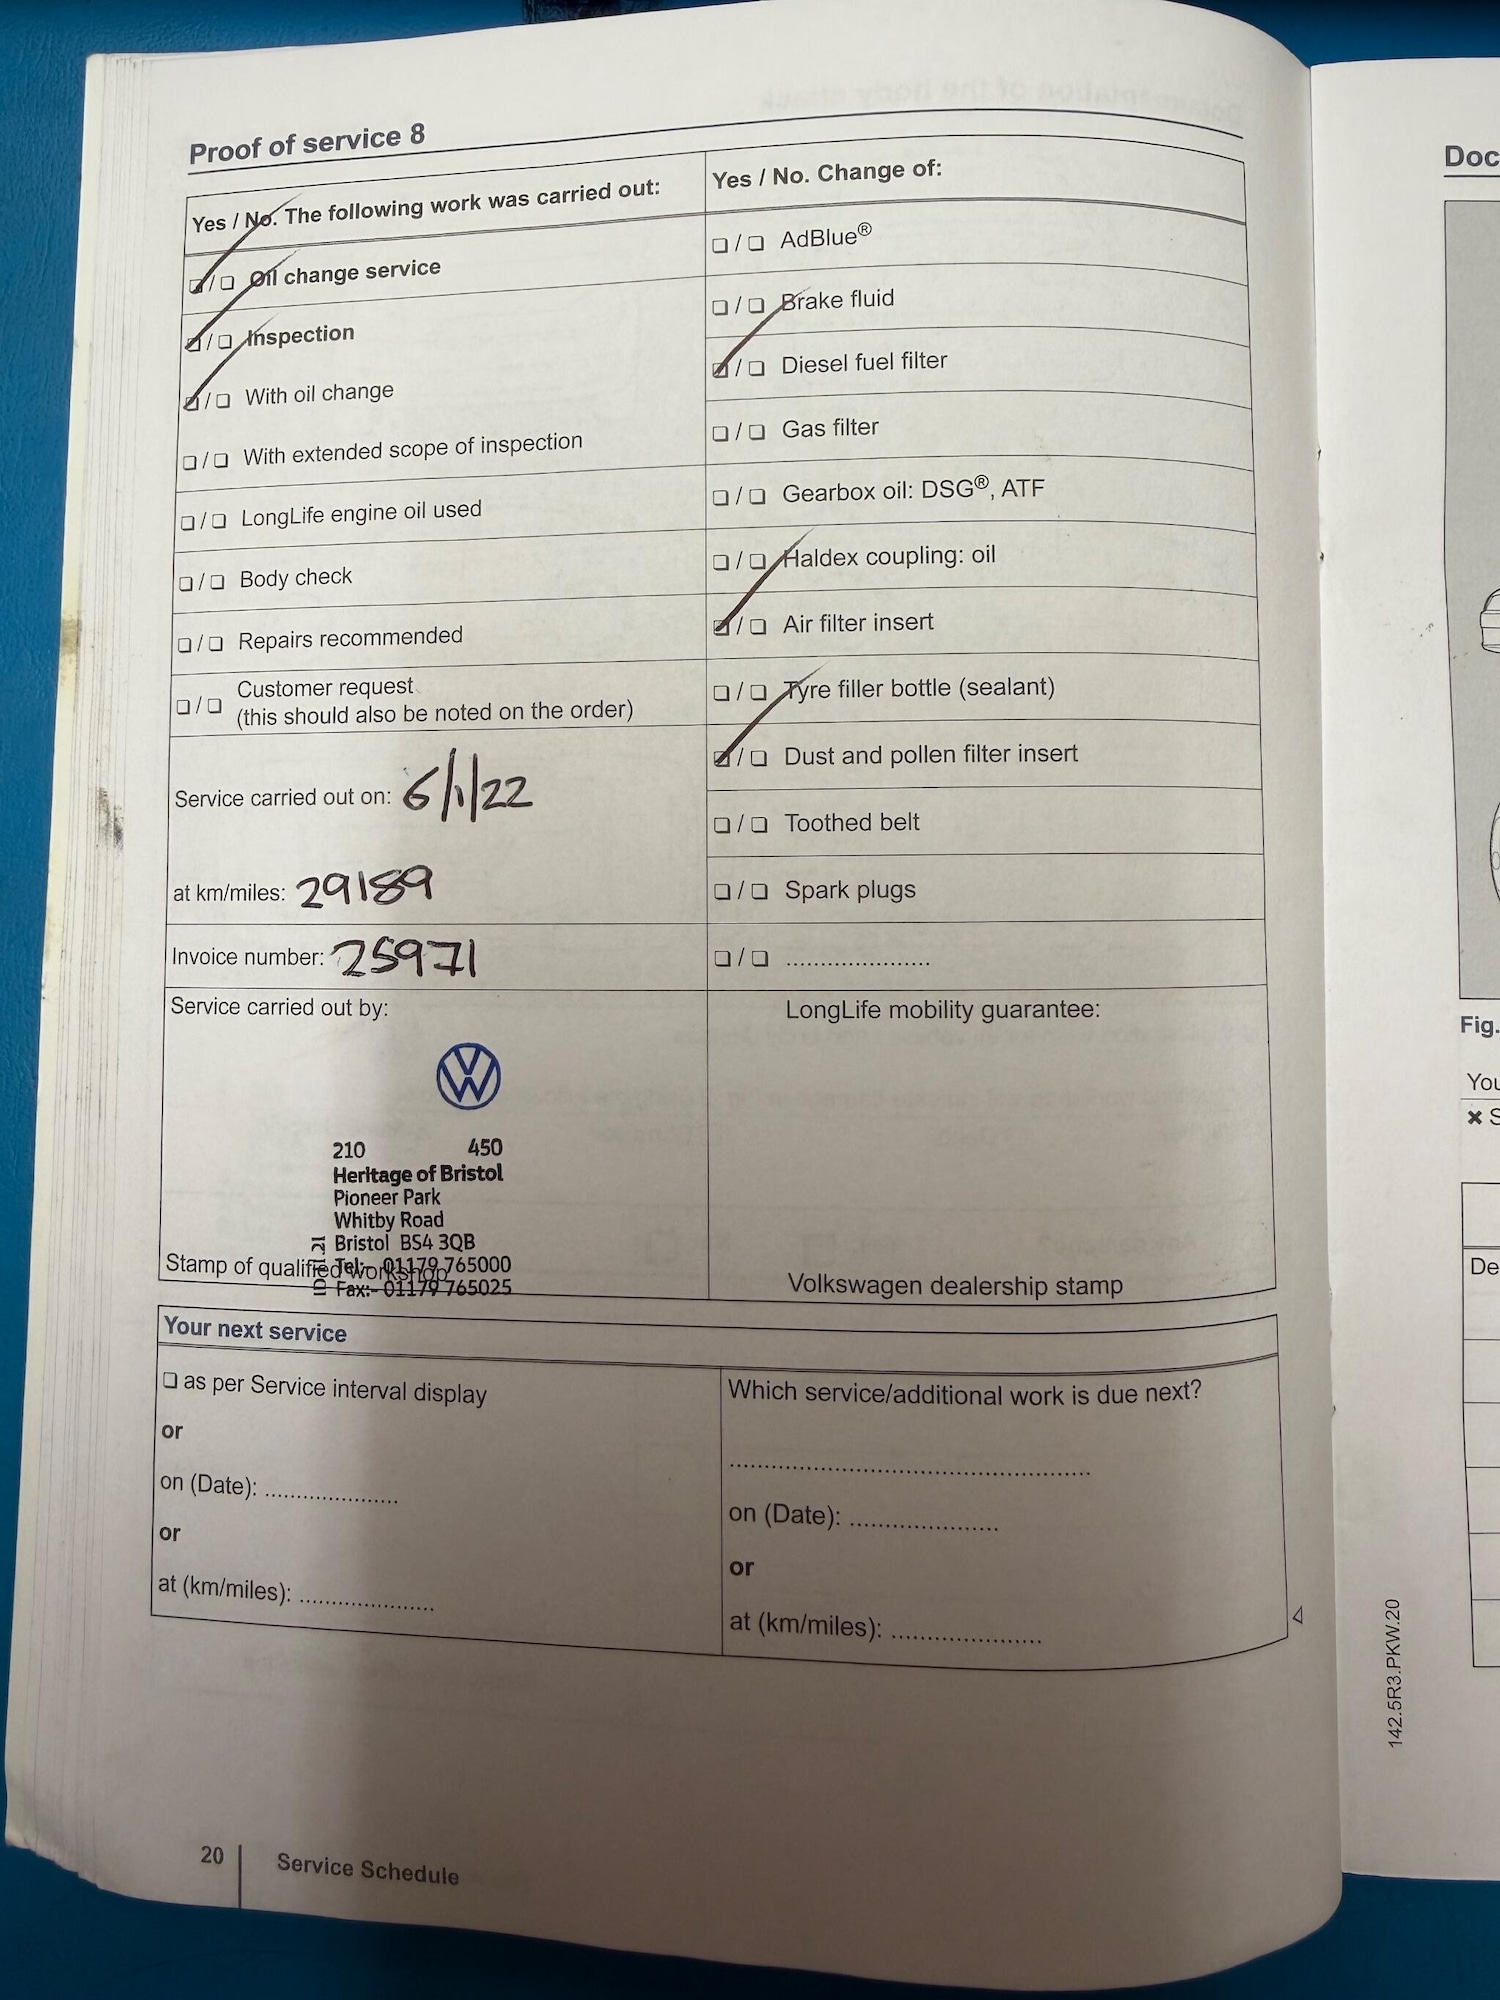 Proof of service 8
Yes / No. The following work was carried out:
Oil change service
Inspection
With oil change
With extended scope of inspection
LongLife engine oil used
Body check
Repairs recommended
Customer request
(this should also be noted on the order)
Service carried out on: 6/1/22
at km/miles: 29189
Invoice number: 25971
Yes / No. Change of:
AdBlue®
Brake fluid
Diesel fuel filter
Gas filter
Gearbox oil: DSG®, ATF
Haldex coupling: oil
Air filter insert
Tyre filler bottle (sealant)
Dust and pollen filter insert
Toothed belt
Spark plugs
/ .....................
Service carried out by:
210 450
Heritage of Bristol
Pioneer Park
Whitby Road
Bristol BS4 3QB
Tel:- 01179 765000
Fax:- 01179 765025
Stamp of qualified workshop
LongLife mobility guarantee:
Volkswagen dealership stamp
Your next service
as per Service interval display
or
on (Date): ....................
or
at (km/miles): ....................
Which service/additional work is due next?
on (Date): ......................
or
at (km/miles): ......................
20 Service Schedule
Doc
Fig.
You
De
142.5R3.PKW.20